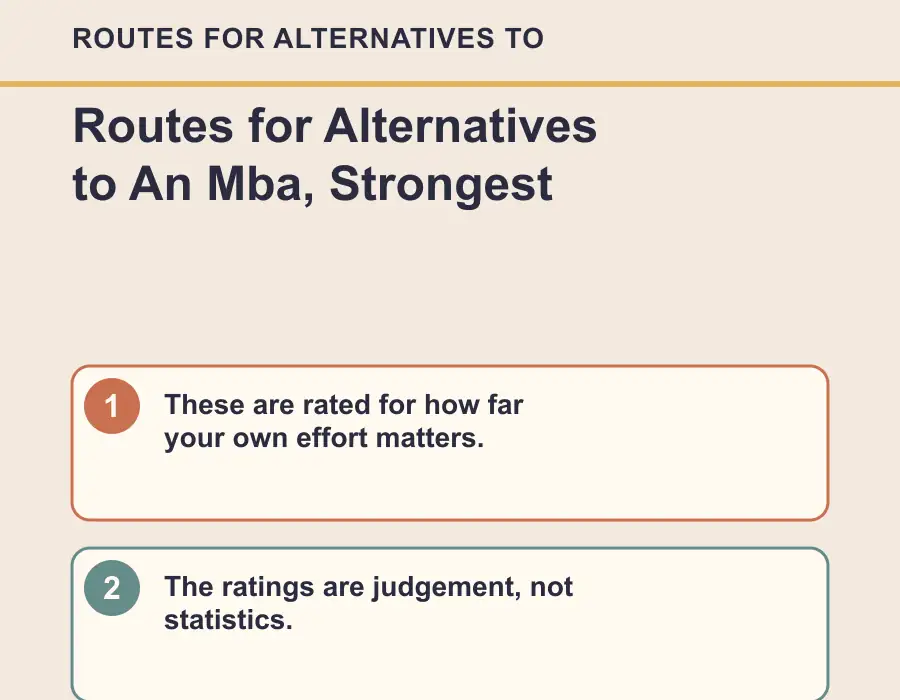 ROUTES FOR ALTERNATIVES TO
Routes for Alternatives
to An Mba, Strongest
1
These are rated for how far
your own effort matters.
2
The ratings are judgement, not
statistics.